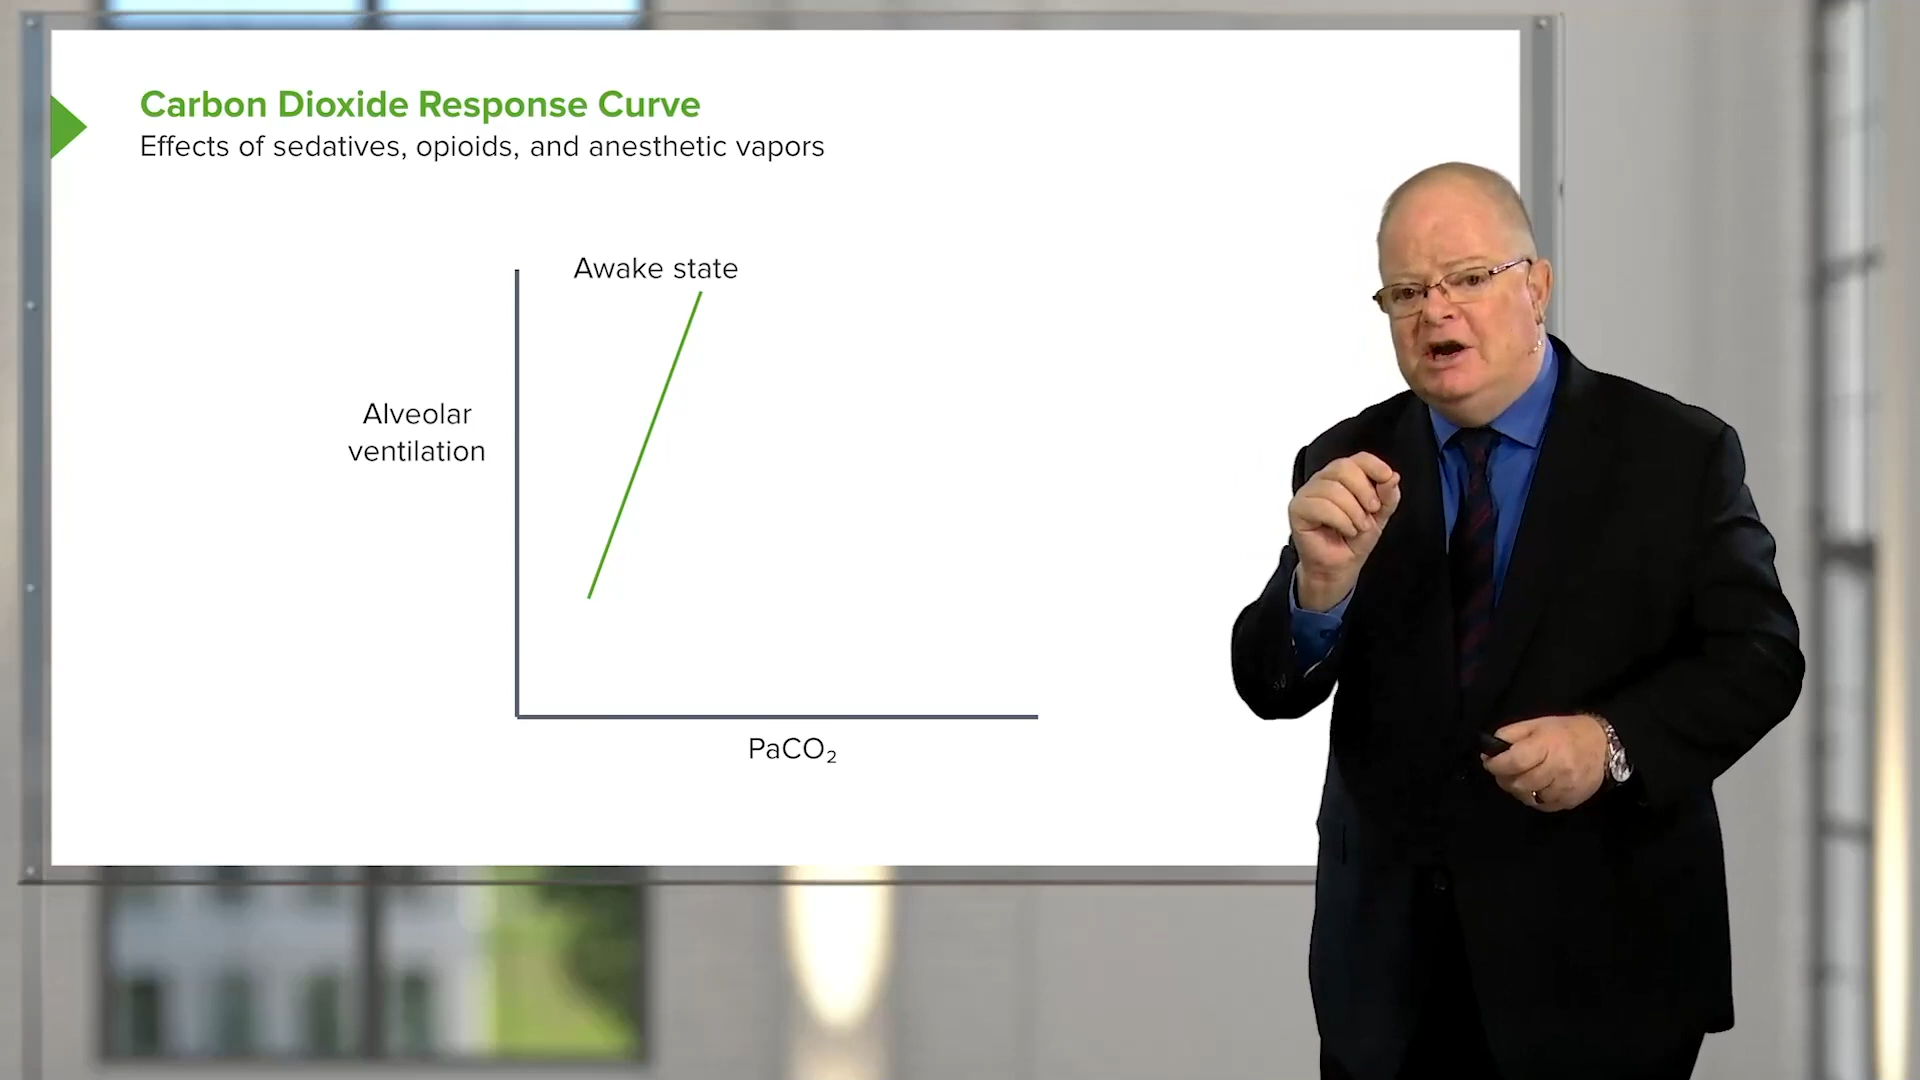 Carbon Dioxide Response Curve
Effects of sedatives, opioids, and anesthetic vapors
Awake state
Alveolar
ventilation
PaCO₂